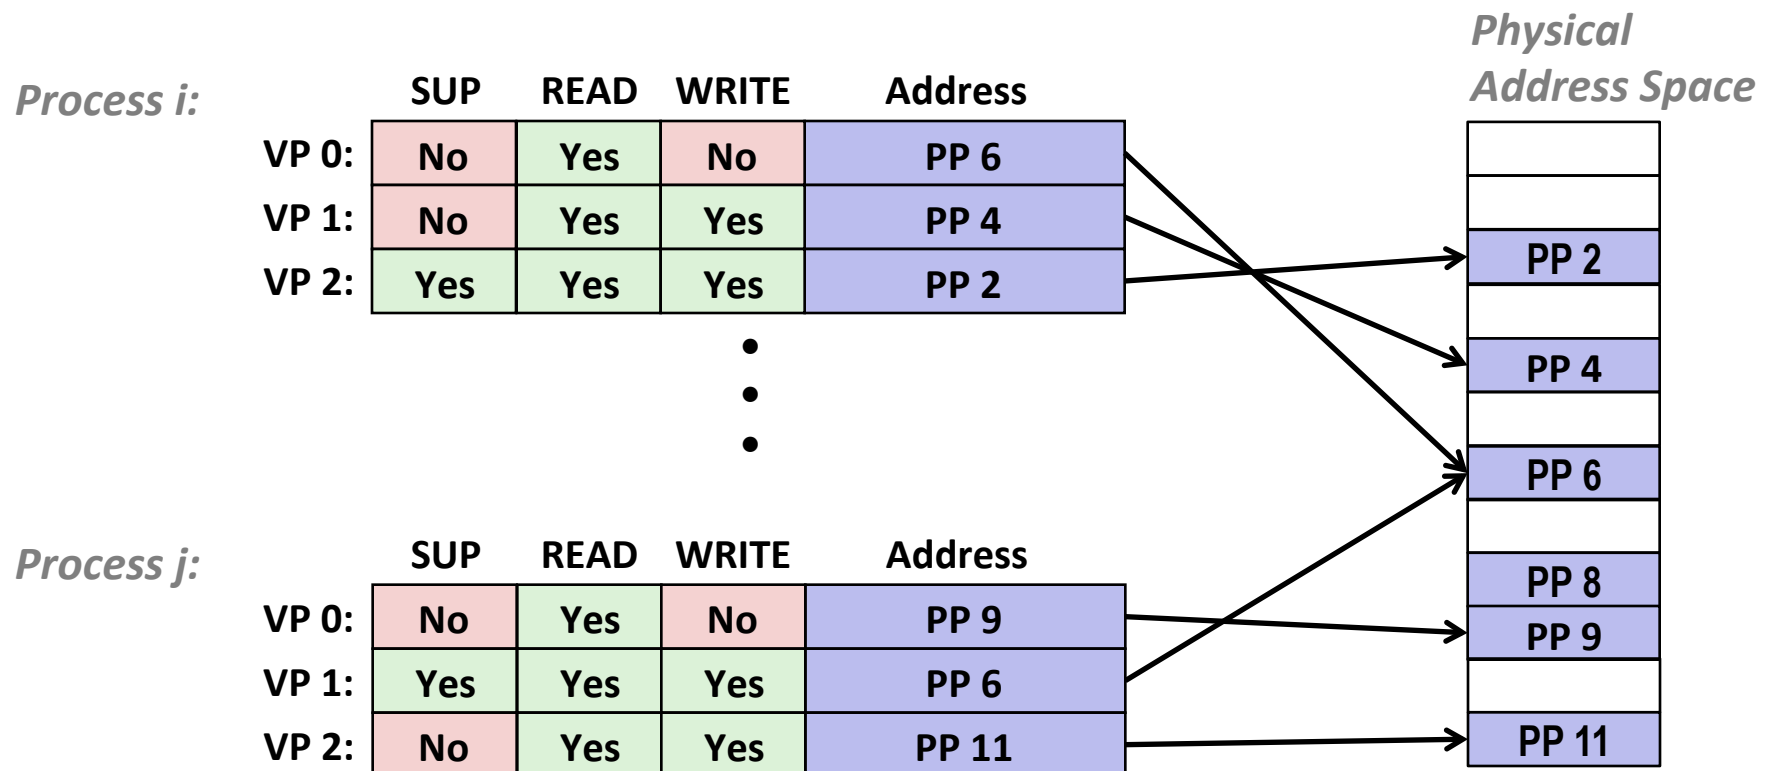 Physical
Address Space
Process i:
SUP READ WRITE Address
VP 0: No Yes No PP 6
VP 1: No Yes Yes PP 4
VP 2: Yes Yes Yes PP 2
PP 2
PP 4
PP 6
PP 8
PP 9
PP 11
Process j:
SUP READ WRITE Address
VP 0: No Yes No PP 9
VP 1: Yes Yes Yes PP 6
VP 2: No Yes Yes PP 11